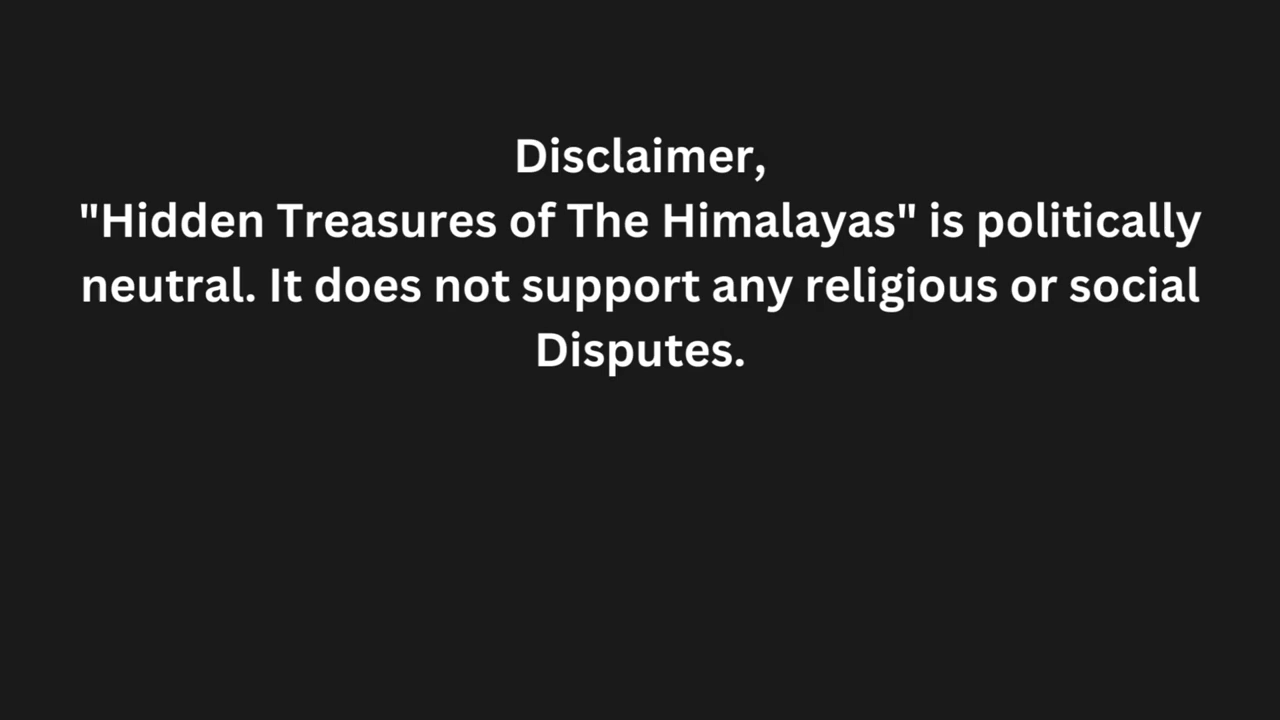 Disclaimer,
"Hidden Treasures of The Himalayas" is politically
neutral. It does not support any religious or social
Disputes.